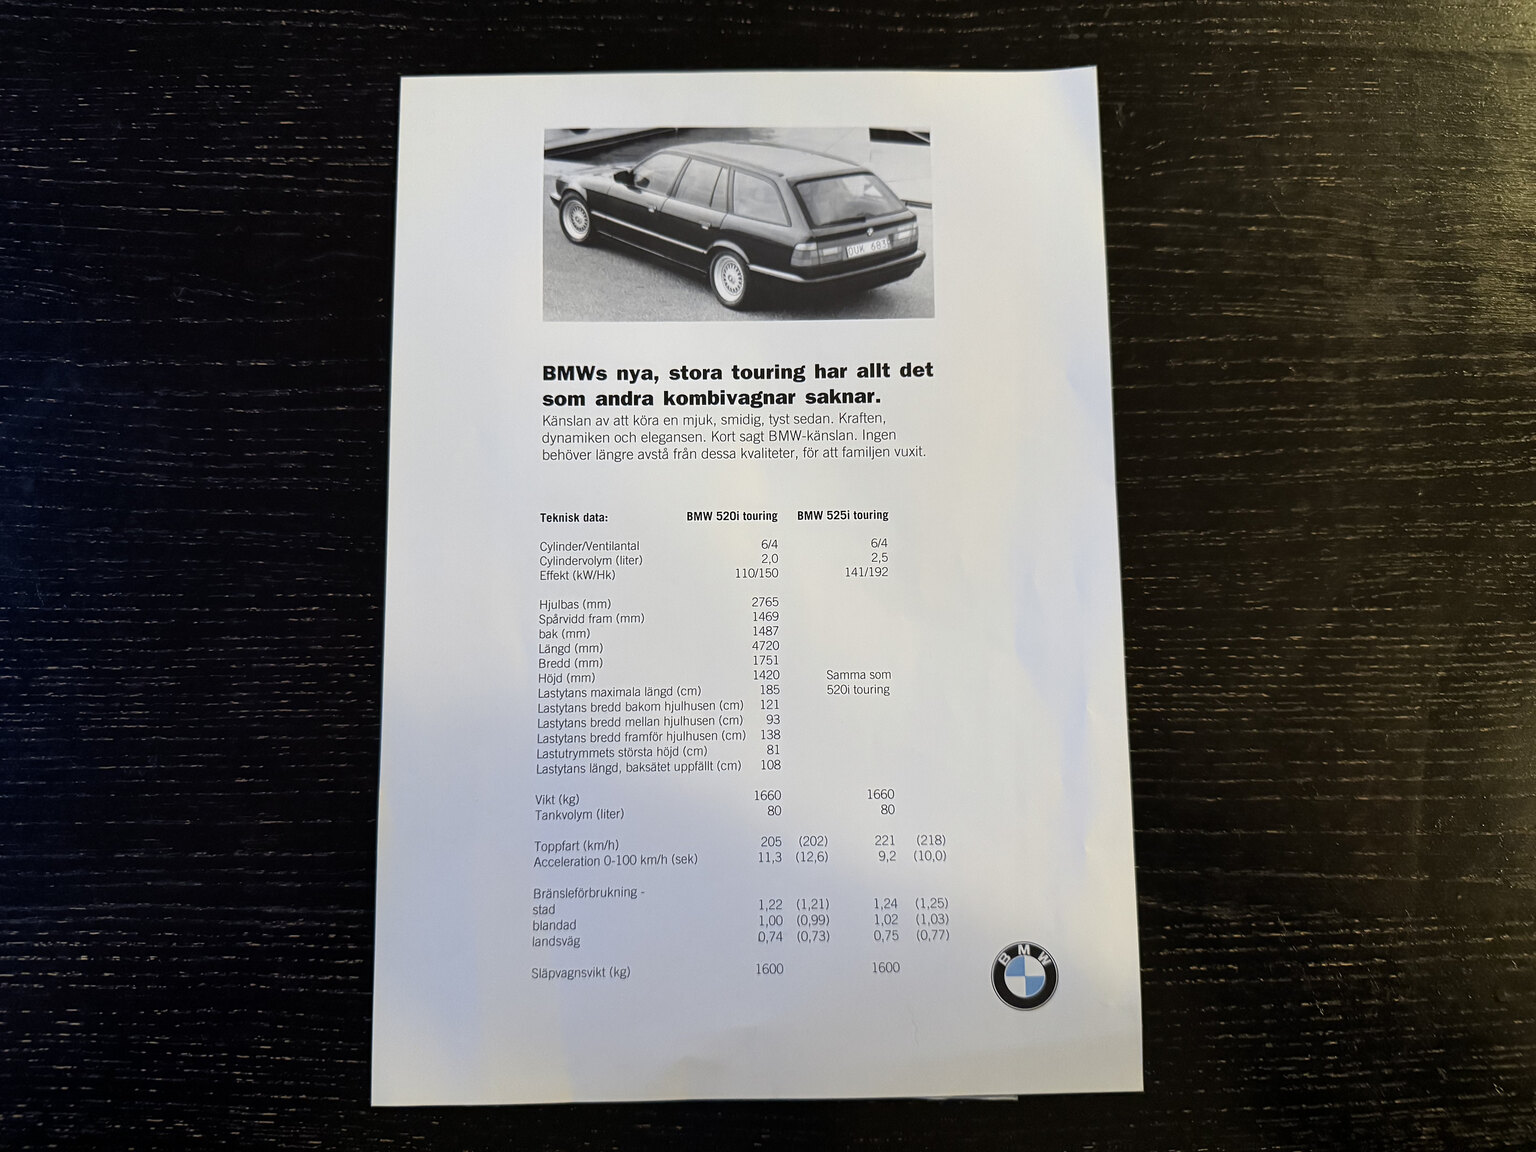 OUK 683
BMWs nya, stora touring har allt det
som andra kombivagnar saknar.
Känslan av att köra en mjuk, smidig, tyst sedan. Kraften,
dynamiken och elegansen. Kort sagt BMW-känslan. Ingen
behöver längre avstå från dessa kvaliteter, för att familjen vuxit.
Teknisk data: BMW 520i touring BMW 525i touring
Cylinder/Ventilantal 6/4 6/4
Cylindervolym (liter) 2,0 2,5
Effekt (kW/Hk) 110/150 141/192
Hjulbas (mm) 2765
Spårvidd fram (mm) 1469
bak (mm) 1487
Längd (mm) 4720
Bredd (mm) 1751
Höjd (mm) 1420 Samma som
Lastytans maximala längd (cm) 185 520i touring
Lastytans bredd bakom hjulhusen (cm) 121
Lastytans bredd mellan hjulhusen (cm) 93
Lastytans bredd framför hjulhusen (cm) 138
Lastutrymmets största höjd (cm) 81
Lastytans längd, baksätet uppfällt (cm) 108
Vikt (kg) 1660 1660
Tankvolym (liter) 80 80
Toppfart (km/h) 205 (202) 221 (218)
Acceleration 0-100 km/h (sek) 11,3 (12,6) 9,2 (10,0)
Bränsleförbrukning -
stad 1,22 (1,21) 1,24 (1,25)
blandad 1,00 (0,99) 1,02 (1,03)
landsväg 0,74 (0,73) 0,75 (0,77)
Släpvagnsvikt (kg) 1600 1600
BMW